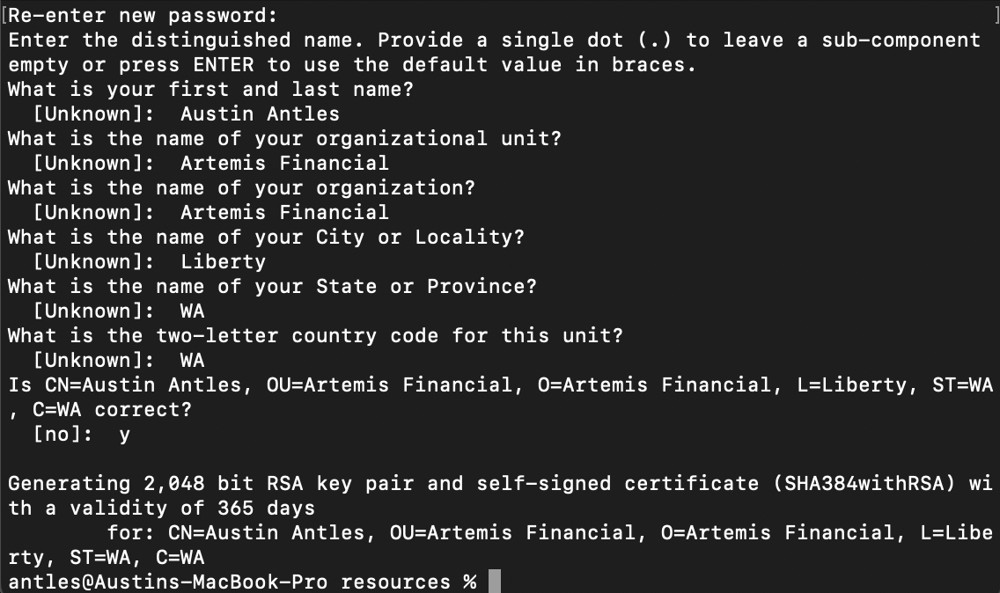 [Re-enter new password: ]
Enter the distinguished name. Provide a single dot (.) to leave a sub-component
empty or press ENTER to use the default value in braces.
What is your first and last name?
  [Unknown]:  Austin Antles
What is the name of your organizational unit?
  [Unknown]:  Artemis Financial
What is the name of your organization?
  [Unknown]:  Artemis Financial
What is the name of your City or Locality?
  [Unknown]:  Liberty
What is the name of your State or Province?
  [Unknown]:  WA
What is the two-letter country code for this unit?
  [Unknown]:  WA
Is CN=Austin Antles, OU=Artemis Financial, O=Artemis Financial, L=Liberty, ST=WA
, C=WA correct?
  [no]:  y

Generating 2,048 bit RSA key pair and self-signed certificate (SHA384withRSA) wi
th a validity of 365 days
        for: CN=Austin Antles, OU=Artemis Financial, O=Artemis Financial, L=Libe
rty, ST=WA, C=WA
antles@Austins-MacBook-Pro resources %